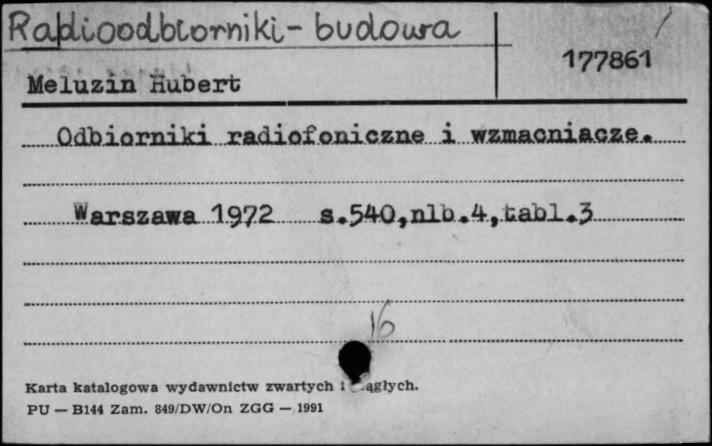 Radioodbiorniki - budowa
177861
Meluzin Hubert
Odbiorniki radiofoniczne i wzmacniacze.
Warszawa 1972 s.540,nlb.4,tabl.3
16
Karta katalogowa wydawnictw zwartych i
PU — B144 Zam. 849/DW/On ZGG — 1991